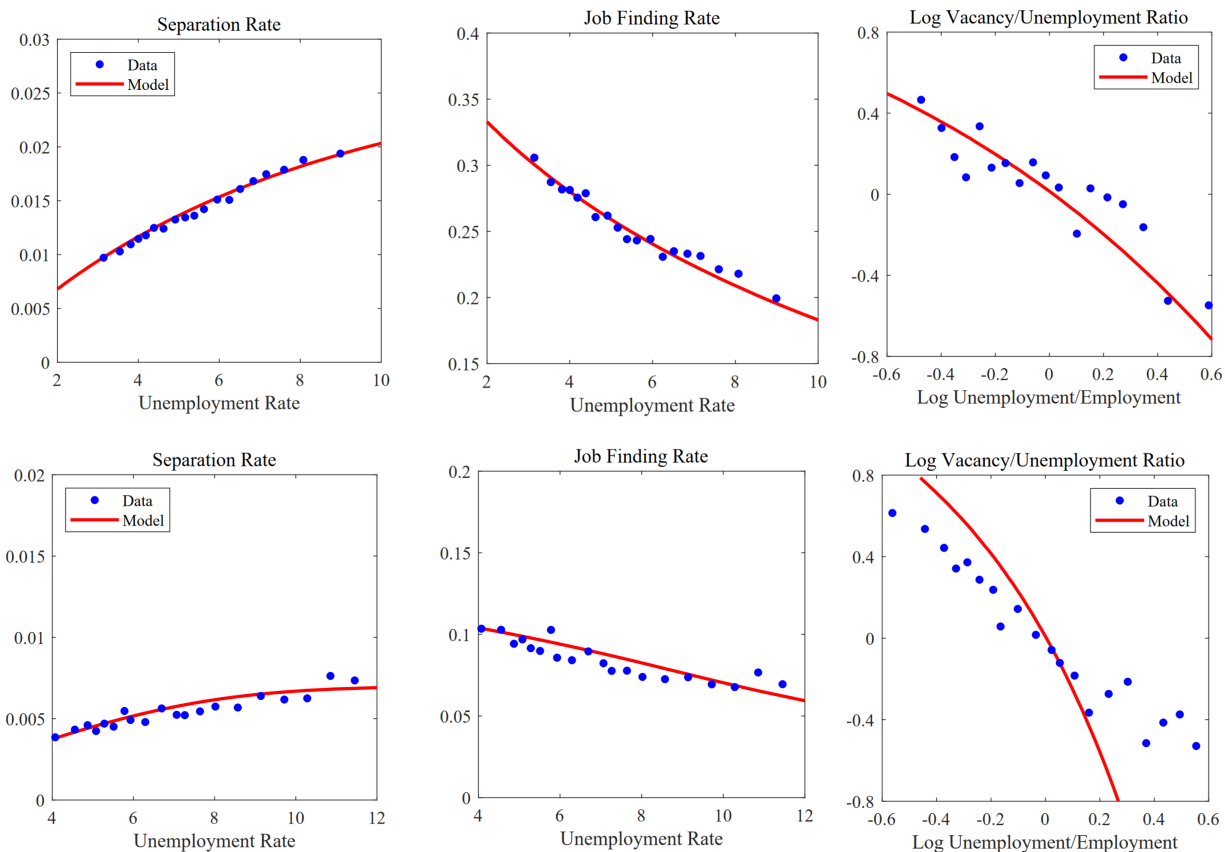 Separation Rate
0.03
0.025
0.02
0.015
0.01
0.005
0
Data
Model
2 4 6 8 10
Unemployment Rate
Job Finding Rate
0.4
0.35
0.3
0.25
0.2
0.15
2 4 6 8 10
Unemployment Rate
Log Vacancy/Unemployment Ratio
0.8
0.4
0
-0.4
-0.8
Data
Model
-0.6 -0.4 -0.2 0 0.2 0.4 0.6
Log Unemployment/Employment
Separation Rate
0.02
0.015
0.01
0.005
0
Data
Model
4 6 8 10 12
Unemployment Rate
Job Finding Rate
0.2
0.15
0.1
0.05
0
4 6 8 10 12
Unemployment Rate
Log Vacancy/Unemployment Ratio
0.8
0.4
0
-0.4
-0.8
Data
Model
-0.6 -0.4 -0.2 0 0.2 0.4 0.6
Log Unemployment/Employment